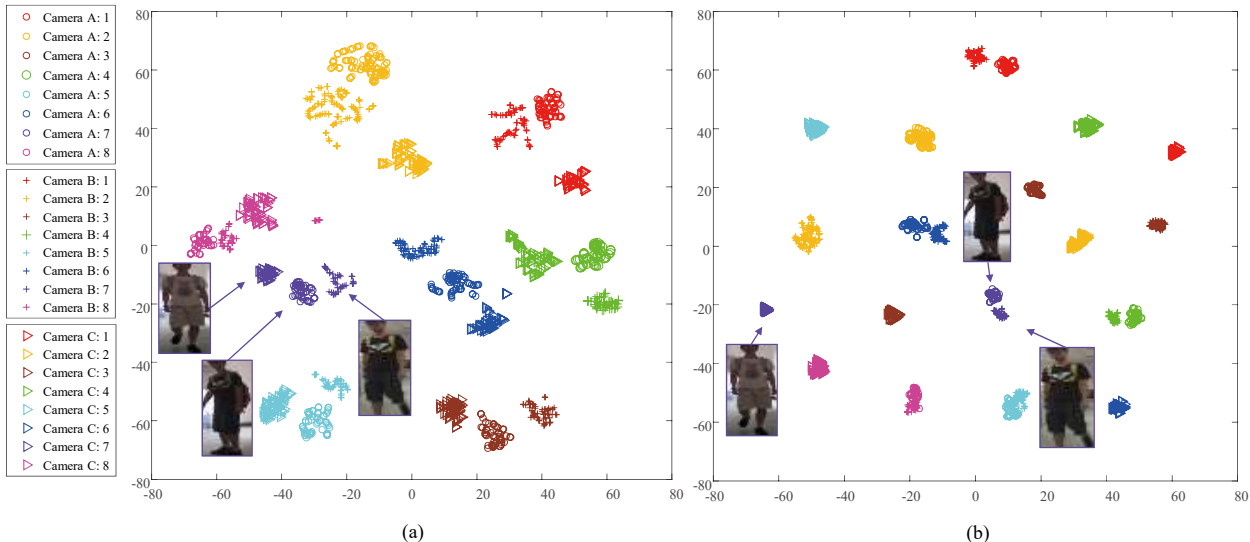 Camera A: 1
Camera A: 2
Camera A: 3
Camera A: 4
Camera A: 5
Camera A: 6
Camera A: 7
Camera A: 8
Camera B: 1
Camera B: 2
Camera B: 3
Camera B: 4
Camera B: 5
Camera B: 6
Camera B: 7
Camera B: 8
Camera C: 1
Camera C: 2
Camera C: 3
Camera C: 4
Camera C: 5
Camera C: 6
Camera C: 7
Camera C: 8
80
60
40
20
0
-20
-40
-60
-80
-80 -60 -40 -20 0 20 40 60 80
(a)
80
60
40
20
0
-20
-40
-60
-80
-80 -60 -40 -20 0 20 40 60 80
(b)